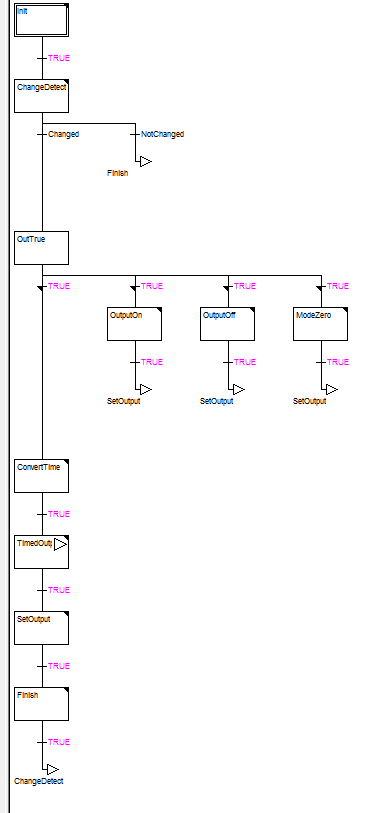 Init
TRUE
ChangeDetect
Changed
NotChanged
Finish
OutTrue
TRUE
TRUE
TRUE
TRUE
OutputOn
OutputOff
ModeZero
TRUE
TRUE
TRUE
SetOutput
SetOutput
SetOutput
ConvertTime
TRUE
TimedOutp
TRUE
SetOutput
TRUE
Finish
TRUE
ChangeDetect